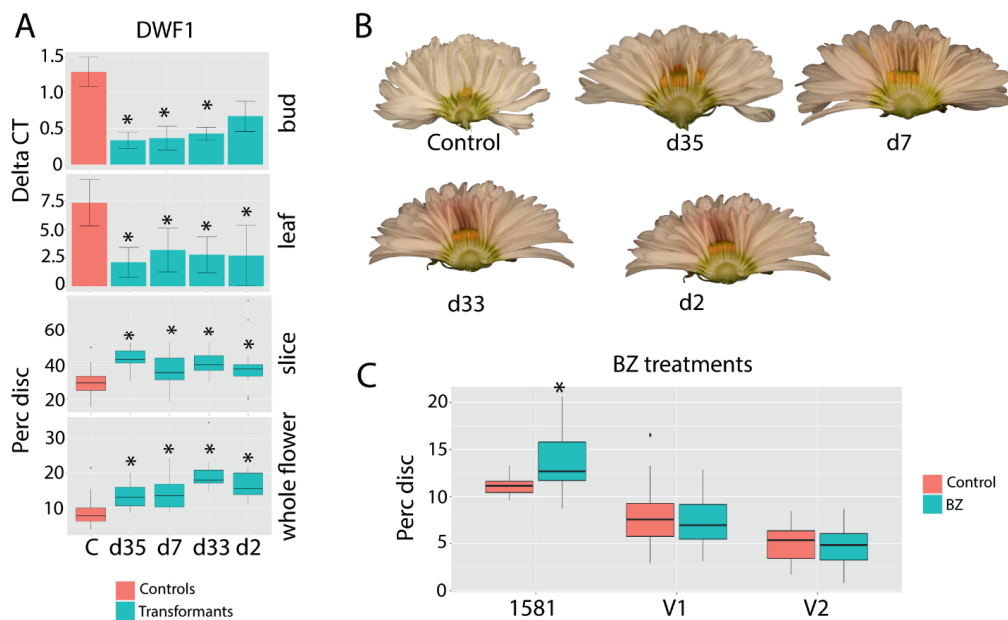 A
DWF1
Delta CT
1.5
1.0
0.5
0
bud
*
*
*
7.5
5.0
2.5
0
leaf
*
*
*
*
Perc disc
60
40
20
slice
*
*
*
*
30
20
10
whole flower
*
*
*
*
C d35 d7 d33 d2
Controls
Transformants
B
Control
d35
d7
d33
d2
C
BZ treatments
Perc disc
20
15
10
5
0
*
1581 V1 V2
Control
BZ